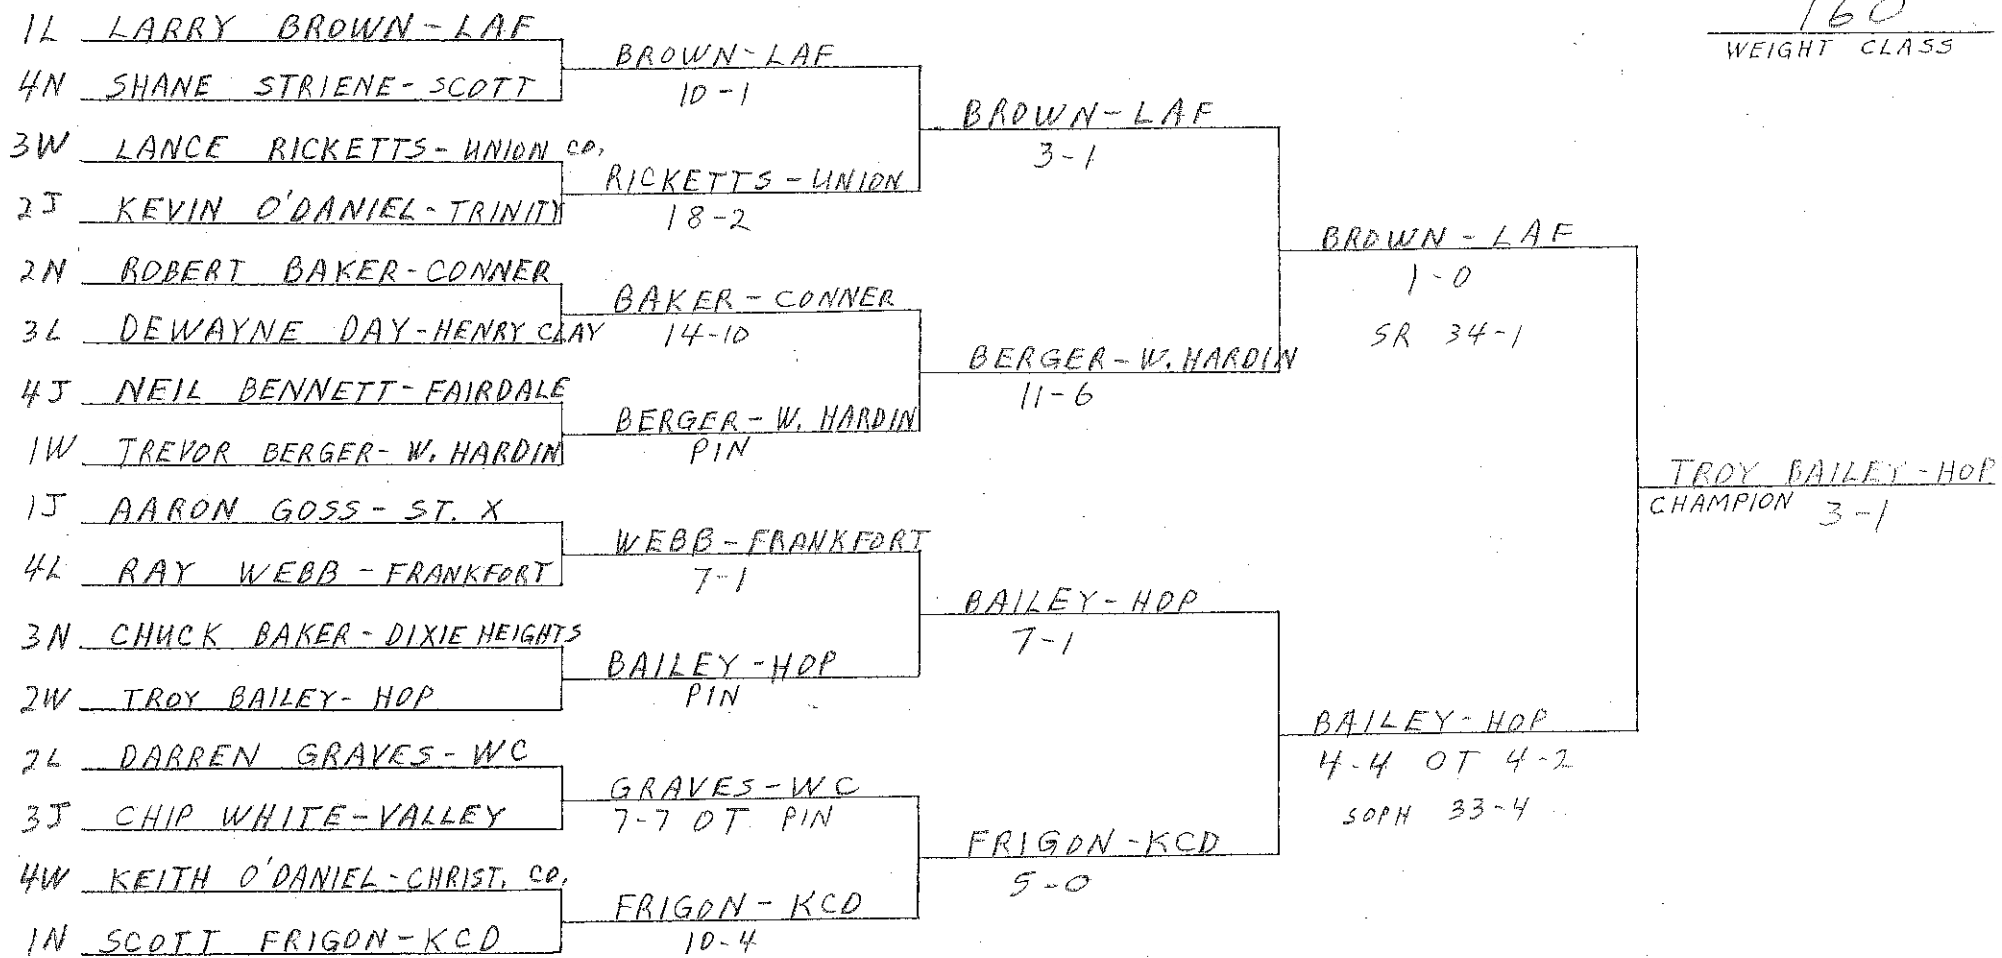 160
WEIGHT CLASS
1L LARRY BROWN - LAF
4N SHANE STRIENE - SCOTT
3W LANCE RICKETTS - UNION CO.
2J KEVIN O'DANIEL - TRINITY
2N ROBERT BAKER - CONNER
3L DEWAYNE DAY - HENRY CLAY
4J NEIL BENNETT - FAIRDALE
1W TREVOR BERGER - W. HARDIN
1J AARON GOSS - ST. X
4L RAY WEBB - FRANKFORT
3N CHUCK BAKER - DIXIE HEIGHTS
2W TROY BAILEY - HOP
2L DARREN GRAVES - WC
3J CHIP WHITE - VALLEY
4W KEITH O'DANIEL - CHRIST. CO.
1N SCOTT FRIGON - KCD
BROWN - LAF
10-1
RICKETTS - UNION
18-2
BAKER - CONNER
14-10
BERGER - W. HARDIN
PIN
WEBB - FRANKFORT
7-1
BAILEY - HOP
PIN
GRAVES - WC
7-7 OT PIN
FRIGON - KCD
10-4
BROWN - LAF
3-1
BERGER - W. HARDIN
11-6
BAILEY - HOP
7-1
FRIGON - KCD
5-0
BROWN - LAF
1-0
SR 34-1
BAILEY - HOP
4-4 OT 4-2
SOPH 33-4
TROY BAILEY - HOP
CHAMPION 3-1